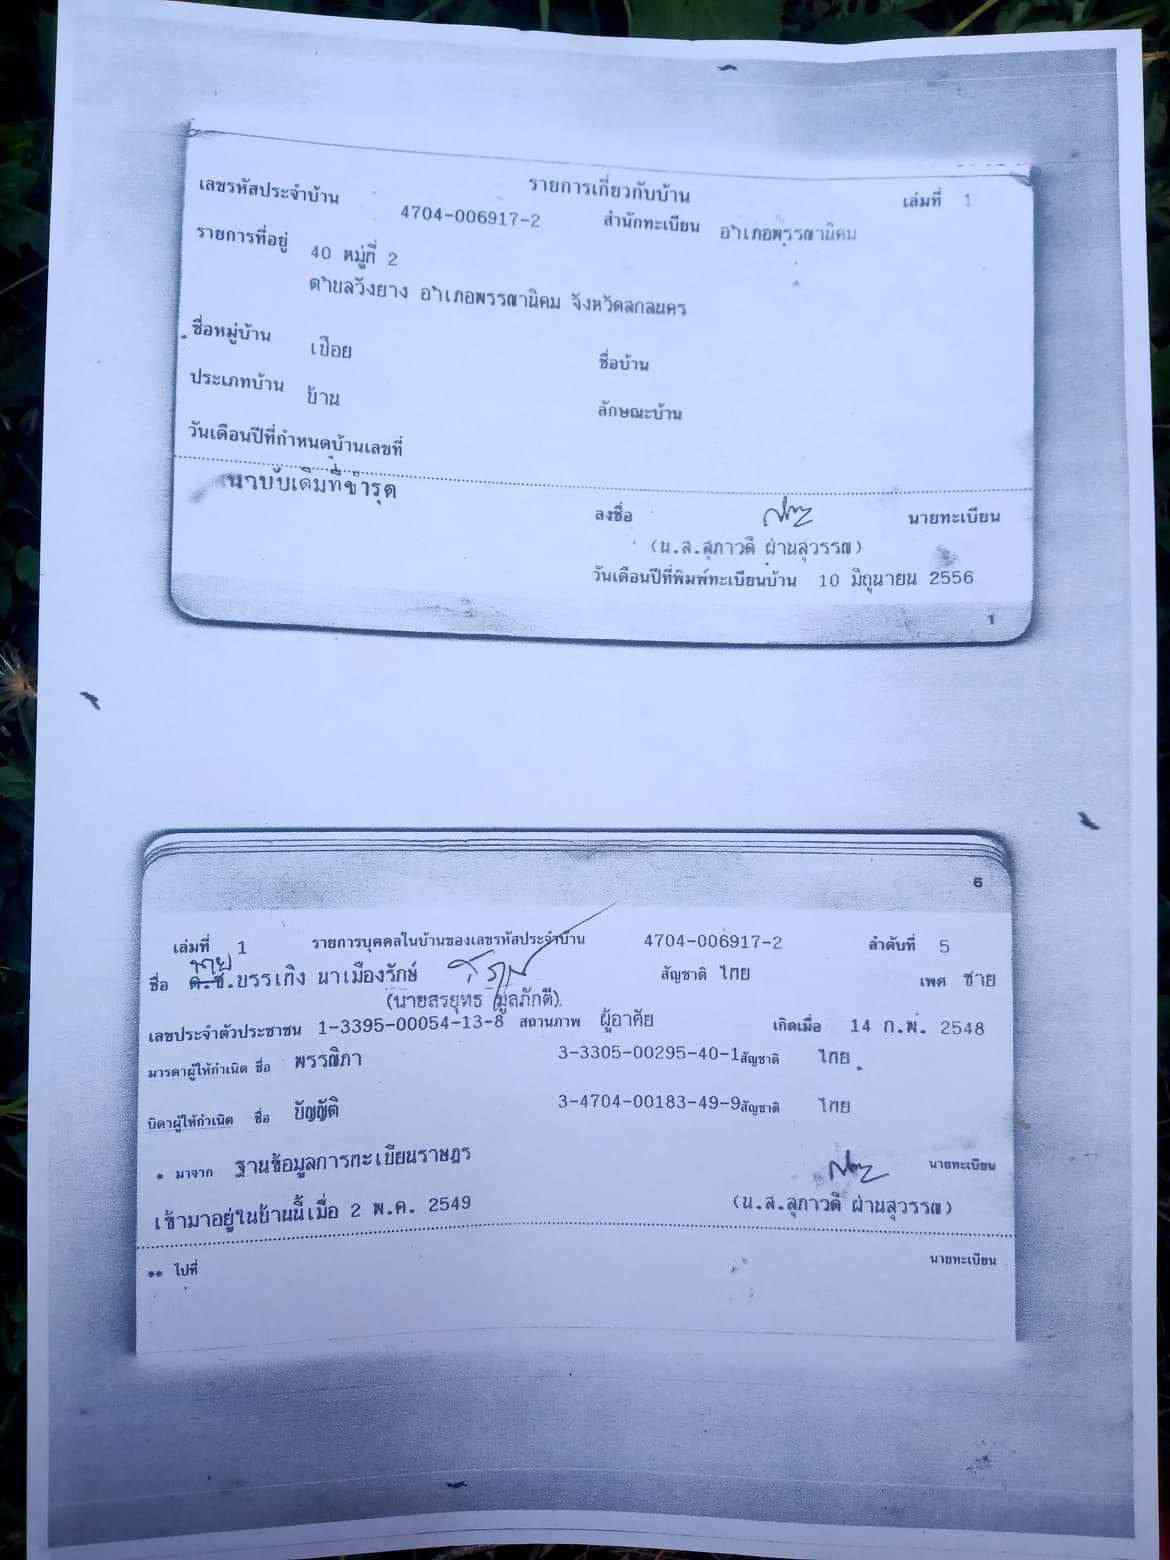 รายการเกี่ยวกับบ้าน เล่มที่ 1
เลขรหัสประจำบ้าน 4704-006917-2 สำนักทะเบียน อำเภอพรรณานิคม
รายการที่อยู่ 40 หมู่ที่ 2
ตำบลวังยาง อำเภอพรรณานิคม จังหวัดสกลนคร
ชื่อหมู่บ้าน เปือย ชื่อบ้าน
ประเภทบ้าน บ้าน ลักษณะบ้าน
วันเดือนปีที่กำหนดบ้านเลขที่
ฉบับเดิมที่ชำรุด
ลงชื่อ นายทะเบียน
(น.ส.สุภาวดี ผ่านสุวรรณ)
วันเดือนปีที่พิมพ์ทะเบียนบ้าน 10 มิถุนายน 2556
1
6
เล่มที่ 1 รายการบุคคลในบ้านของเลขรหัสประจำบ้าน 4704-006917-2 ลำดับที่ 5
นาย
ชื่อ ด.ช.บรรเทิง นาเมืองรักษ์ สัญชาติ ไทย เพศ ชาย
(นายสรยุทธ มูลภักดี)
เลขประจำตัวประชาชน 1-3395-00054-13-8 สถานภาพ ผู้อาศัย เกิดเมื่อ 14 ก.พ. 2548
มารดาผู้ให้กำเนิด ชื่อ พรรณิภา 3-3305-00295-40-1 สัญชาติ ไทย
บิดาผู้ให้กำเนิด ชื่อ บัญญัติ 3-4704-00183-49-9 สัญชาติ ไทย
* มาจาก ฐานข้อมูลการทะเบียนราษฎร นายทะเบียน
เข้ามาอยู่ในบ้านนี้เมื่อ 2 พ.ค. 2549 (น.ส.สุภาวดี ผ่านสุวรรณ)
** ไปที่ นายทะเบียน